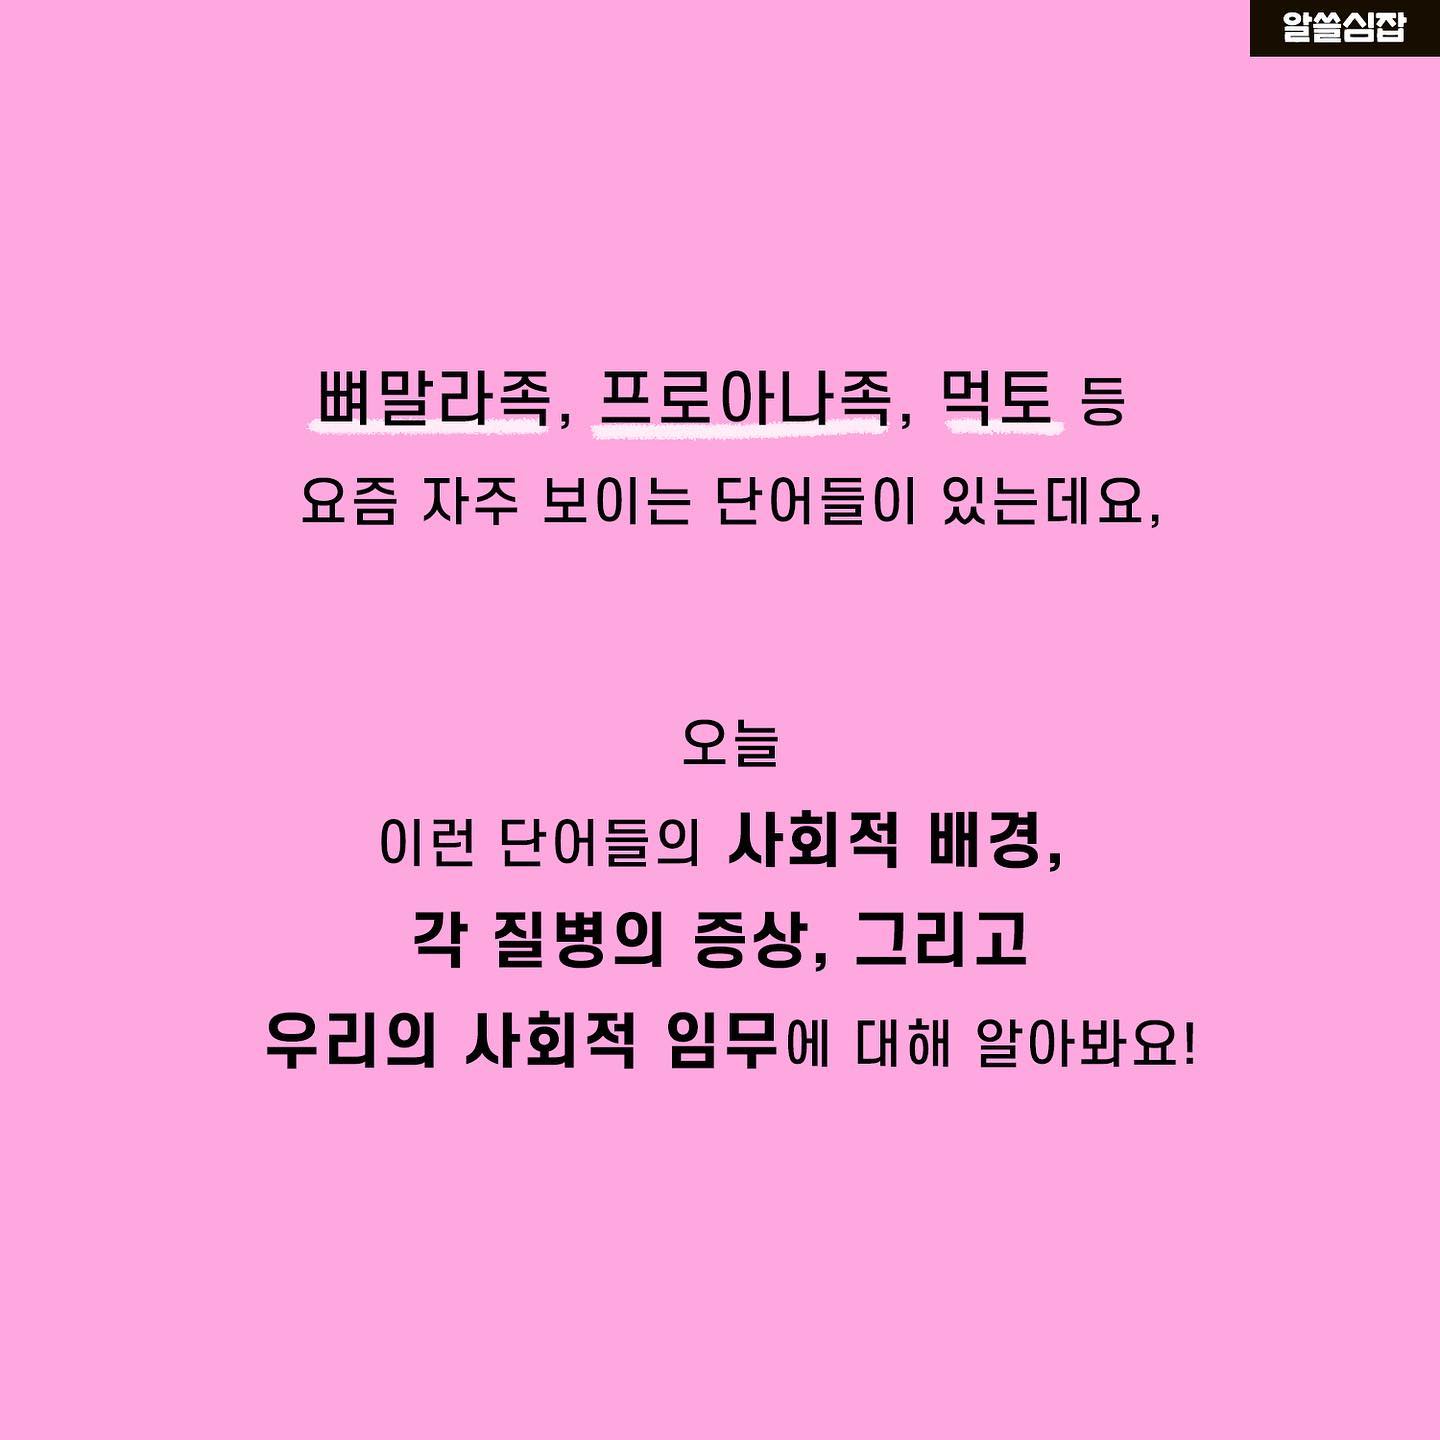 알쓸심잡
뼈말라족, 프로아나족, 먹토 등
요즘 자주 보이는 단어들이 있는데요,
오늘
이런 단어들의 사회적 배경,
각 질병의 증상, 그리고
우리의 사회적 임무에 대해 알아봐요!